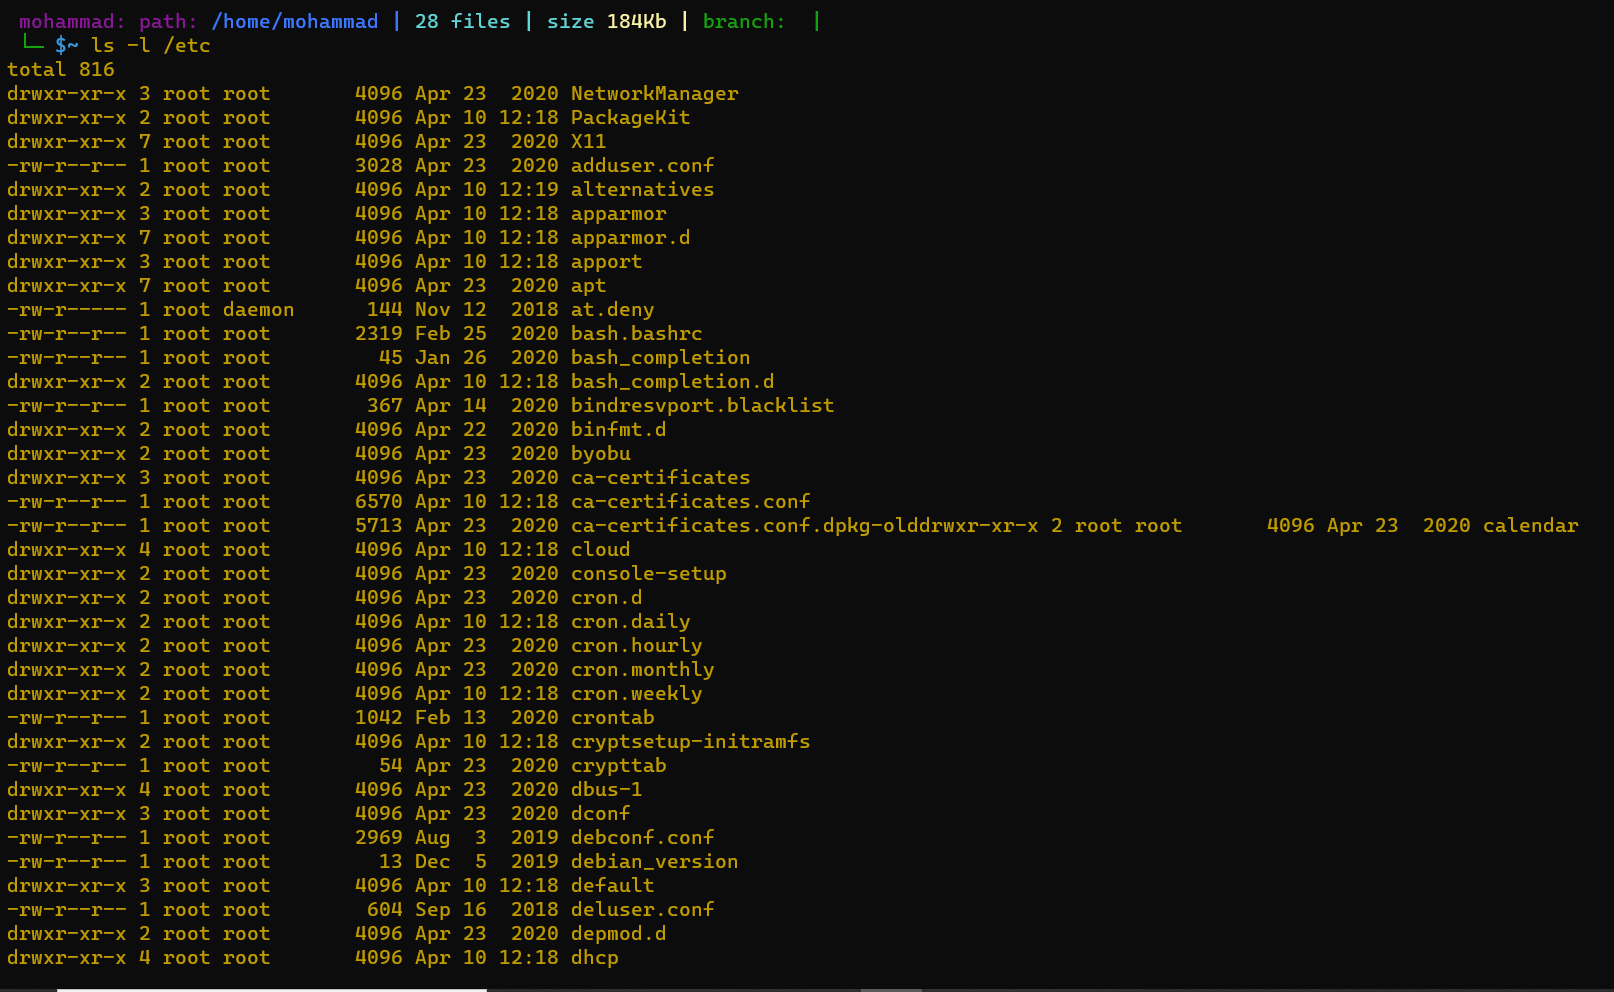 mohammad: path: /home/mohammad | 28 files | size 184Kb | branch:  |
└─ $~ ls -l /etc
total 816
drwxr-xr-x 3 root root       4096 Apr 23  2020 NetworkManager
drwxr-xr-x 2 root root       4096 Apr 10 12:18 PackageKit
drwxr-xr-x 7 root root       4096 Apr 23  2020 X11
-rw-r--r-- 1 root root       3028 Apr 23  2020 adduser.conf
drwxr-xr-x 2 root root       4096 Apr 10 12:19 alternatives
drwxr-xr-x 3 root root       4096 Apr 10 12:18 apparmor
drwxr-xr-x 7 root root       4096 Apr 10 12:18 apparmor.d
drwxr-xr-x 3 root root       4096 Apr 10 12:18 apport
drwxr-xr-x 7 root root       4096 Apr 23  2020 apt
-rw-r----- 1 root daemon      144 Nov 12  2018 at.deny
-rw-r--r-- 1 root root       2319 Feb 25  2020 bash.bashrc
-rw-r--r-- 1 root root         45 Jan 26  2020 bash_completion
drwxr-xr-x 2 root root       4096 Apr 10 12:18 bash_completion.d
-rw-r--r-- 1 root root        367 Apr 14  2020 bindresvport.blacklist
drwxr-xr-x 2 root root       4096 Apr 22  2020 binfmt.d
drwxr-xr-x 2 root root       4096 Apr 23  2020 byobu
drwxr-xr-x 3 root root       4096 Apr 23  2020 ca-certificates
-rw-r--r-- 1 root root       6570 Apr 10 12:18 ca-certificates.conf
-rw-r--r-- 1 root root       5713 Apr 23  2020 ca-certificates.conf.dpkg-olddrwxr-xr-x 2 root root       4096 Apr 23  2020 calendar
drwxr-xr-x 4 root root       4096 Apr 10 12:18 cloud
drwxr-xr-x 2 root root       4096 Apr 23  2020 console-setup
drwxr-xr-x 2 root root       4096 Apr 23  2020 cron.d
drwxr-xr-x 2 root root       4096 Apr 10 12:18 cron.daily
drwxr-xr-x 2 root root       4096 Apr 23  2020 cron.hourly
drwxr-xr-x 2 root root       4096 Apr 23  2020 cron.monthly
drwxr-xr-x 2 root root       4096 Apr 10 12:18 cron.weekly
-rw-r--r-- 1 root root       1042 Feb 13  2020 crontab
drwxr-xr-x 2 root root       4096 Apr 10 12:18 cryptsetup-initramfs
-rw-r--r-- 1 root root         54 Apr 23  2020 crypttab
drwxr-xr-x 4 root root       4096 Apr 23  2020 dbus-1
drwxr-xr-x 3 root root       4096 Apr 23  2020 dconf
-rw-r--r-- 1 root root       2969 Aug  3  2019 debconf.conf
-rw-r--r-- 1 root root         13 Dec  5  2019 debian_version
drwxr-xr-x 3 root root       4096 Apr 10 12:18 default
-rw-r--r-- 1 root root        604 Sep 16  2018 deluser.conf
drwxr-xr-x 2 root root       4096 Apr 23  2020 depmod.d
drwxr-xr-x 4 root root       4096 Apr 10 12:18 dhcp